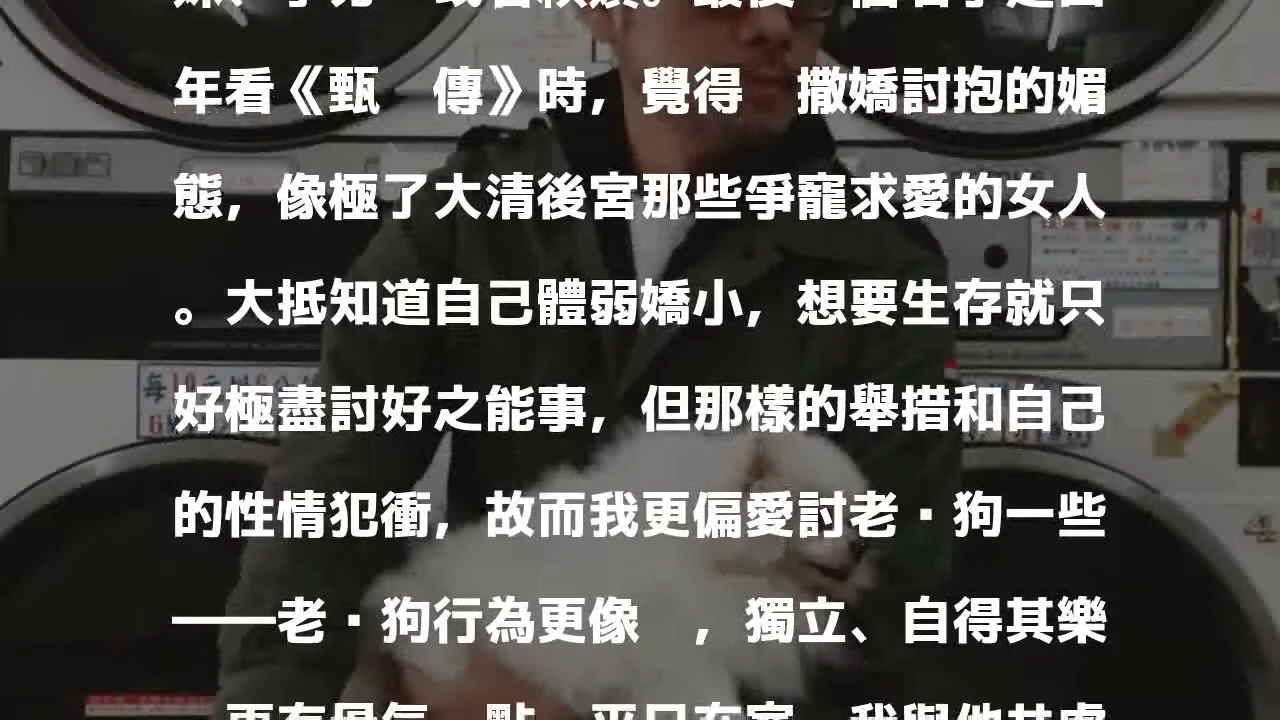 年看《甄 傳》時，覺得 撒嬌討抱的媚
態，像極了大清後宮那些爭寵求愛的女人
。大抵知道自己體弱嬌小，想要生存就只
好極盡討好之能事，但那樣的舉措和自己
的性情犯衝，故而我更偏愛討老·狗一些
——老·狗行為更像 ，獨立、自得其樂